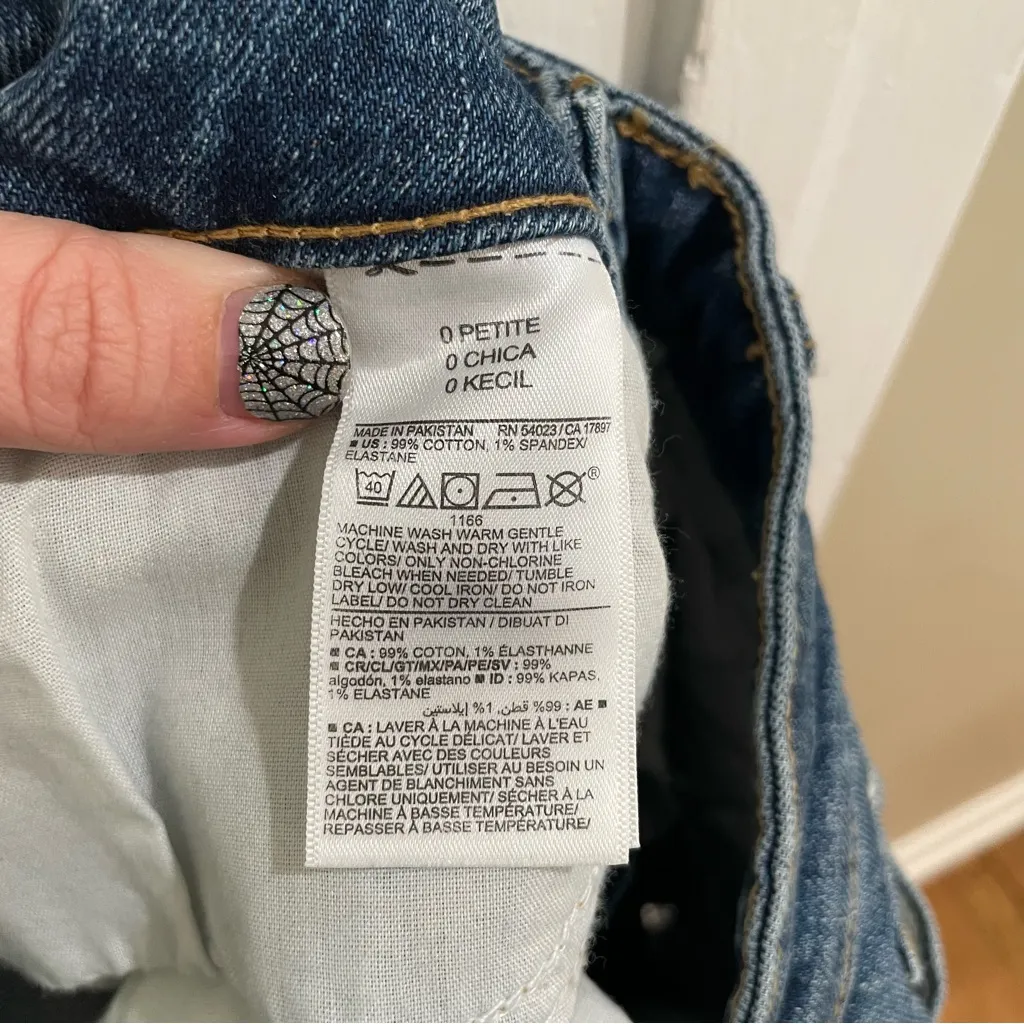 0 PETITE
0 CHICA
0 KECIL
MADE IN PAKISTAN RN 54023/CA 17897
■ US : 99% COTTON, 1% SPANDEX/
ELASTANE
40 ®
1166
MACHINE WASH WARM GENTLE
CYCLE/ WASH AND DRY WITH LIKE
COLORS/ ONLY NON-CHLORINE
BLEACH WHEN NEEDED/ TUMBLE
DRY LOW/ COOL IRON/ DO NOT IRON
LABEL/ DO NOT DRY CLEAN
HECHO EN PAKISTAN / DIBUAT DI
PAKISTAN
■ CA : 99% COTON, 1% ÉLASTHANNE
■ CR/CL/GT/MX/PA/PE/SV : 99%
algodón, 1% elastano ■ ID : 99% KAPAS,
1% ELASTANE
■ AE : 99% قطن, 1% إيلاستين
■ CA : LAVER À LA MACHINE À L'EAU
TIÈDE AU CYCLE DÉLICAT/ LAVER ET
SÉCHER AVEC DES COULEURS
SEMBLABLES/ UTILISER AU BESOIN UN
AGENT DE BLANCHIMENT SANS
CHLORE UNIQUEMENT/ SÉCHER À LA
MACHINE À BASSE TEMPÉRATURE/
REPASSER À BASSE TEMPÉRATURE/